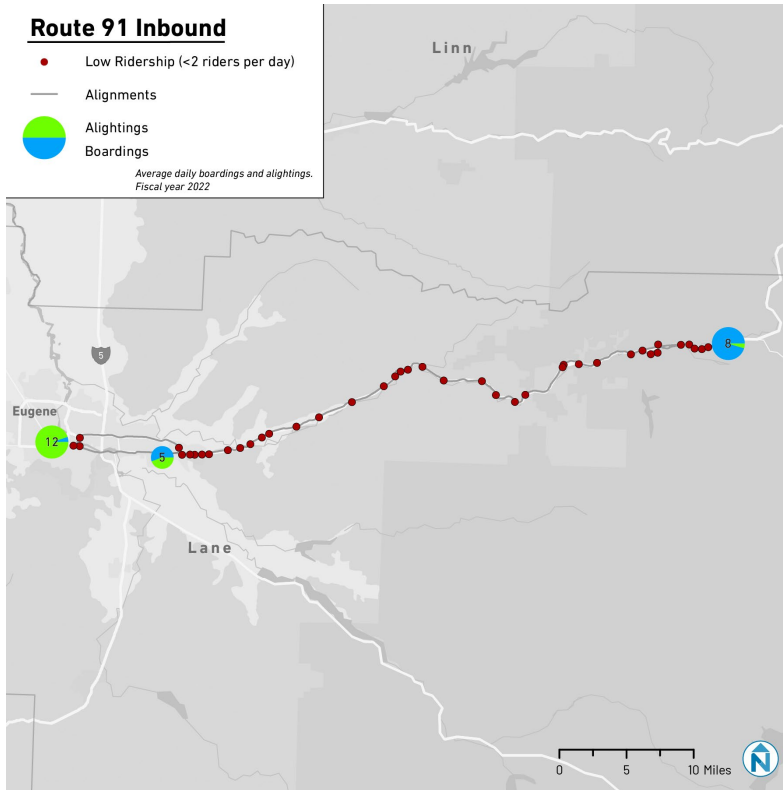 Route 91 Inbound
Low Ridership (<2 riders per day)
Alignments
Alightings
Boardings
Average daily boardings and alightings.
Fiscal year 2022
Linn
5
8
Eugene
12
5
Lane
0 5 10 Miles
N